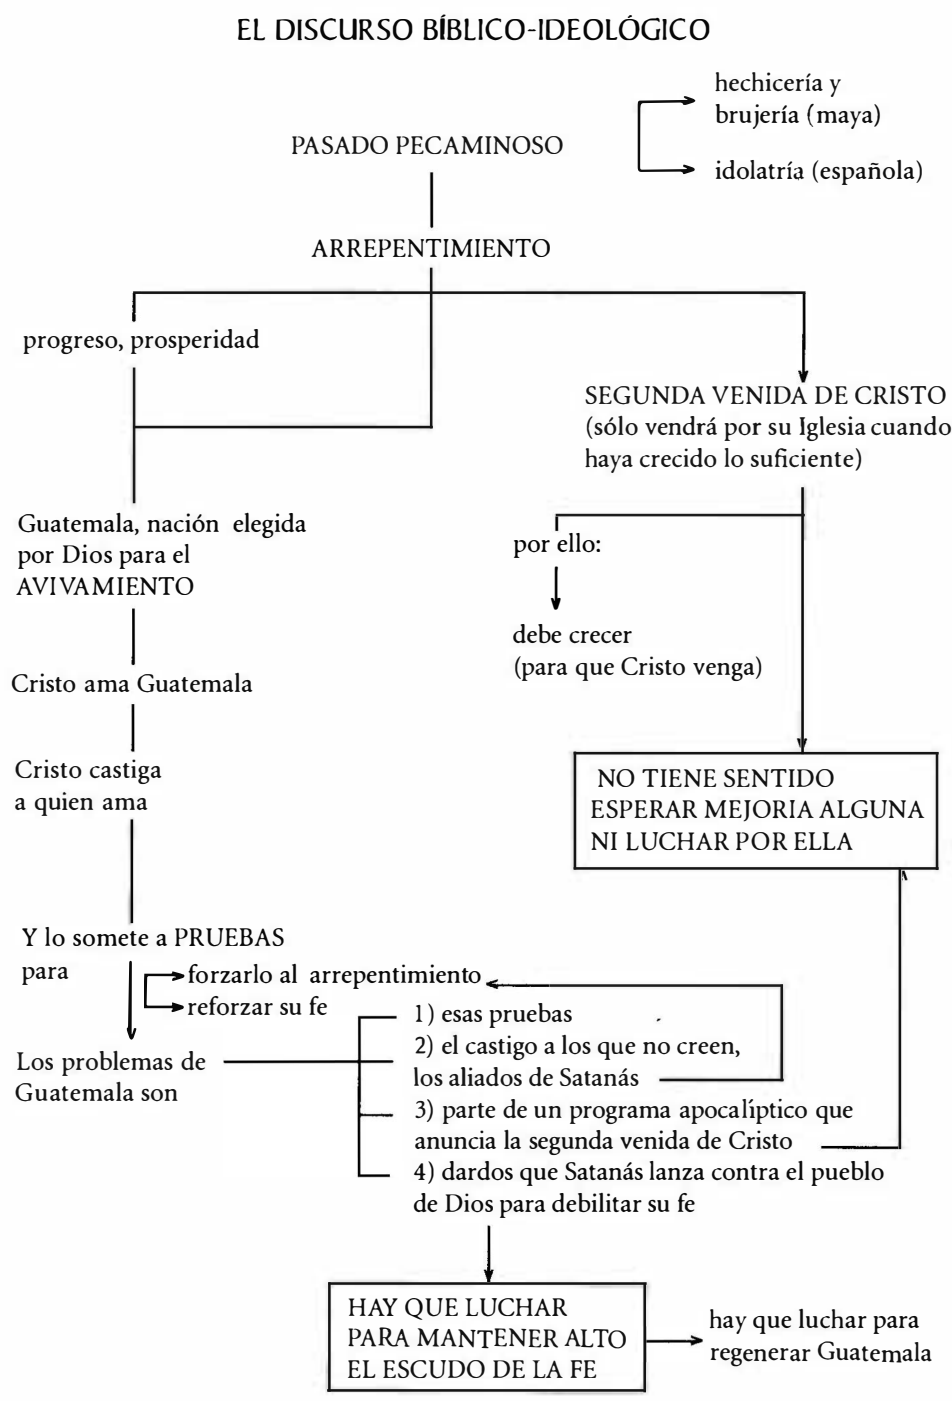 EL DISCURSO BÍBLICO-IDEOLÓGICO
hechicería y
brujería (maya)
PASADO PECAMINOSO
idolatría (española)
ARREPENTIMIENTO
progreso, prosperidad
SEGUNDA VENIDA DE CRISTO
(sólo vendrá por su Iglesia cuando
haya crecido lo suficiente)
Guatemala, nación elegida
por Dios para el
AVIVAMIENTO
por ello:
debe crecer
(para que Cristo venga)
Cristo ama Guatemala
Cristo castiga
a quien ama
NO TIENE SENTIDO
ESPERAR MEJORIA ALGUNA
NI LUCHAR POR ELLA
Y lo somete a PRUEBAS
para
forzarlo al arrepentimiento
reforzar su fe
Los problemas de
Guatemala son
1) esas pruebas
2) el castigo a los que no creen,
los aliados de Satanás
3) parte de un programa apocalíptico que
anuncia la segunda venida de Cristo
4) dardos que Satanás lanza contra el pueblo
de Dios para debilitar su fe
HAY QUE LUCHAR
PARA MANTENER ALTO
EL ESCUDO DE LA FE
hay que luchar para
regenerar Guatemala